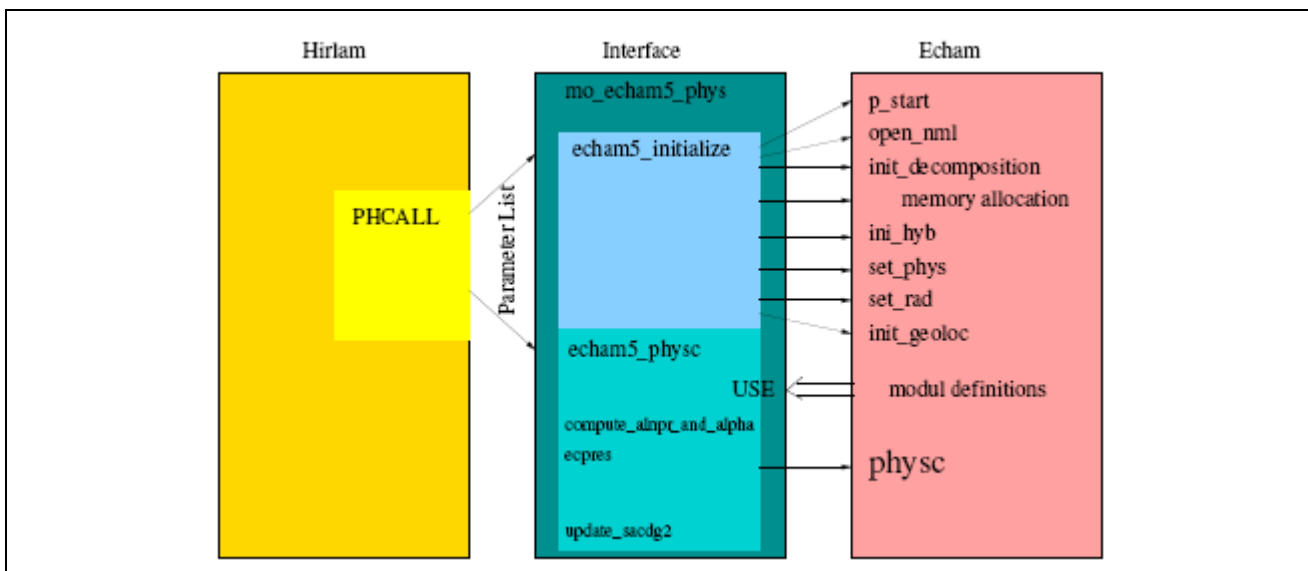 Hirlam
Interface
Echam
PHCALL
Parameter List
mo_echam5_phys
echam5_initialize
echam5_physc
USE
compute_alnpr_and_alpha
ecpres
update_sacdg2
p_start
open_nml
init_decomposition
memory allocation
ini_hyb
set_phys
set_rad
init_geoloc
modul definitions
physc